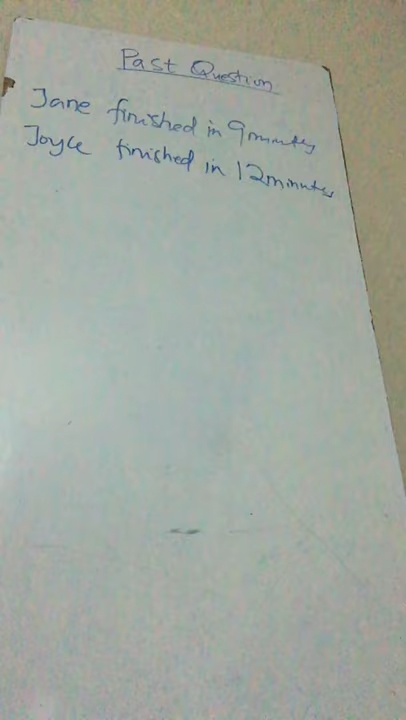 Past Question
Jane finished in 9minutes
Joyce finished in 12minutes